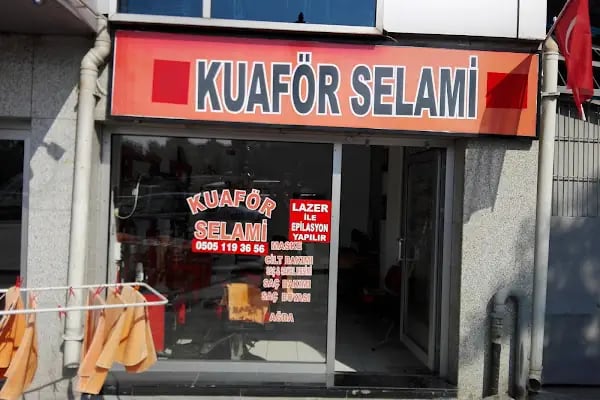 KUAFÖR SELAMİ
KUAFÖR
SELAMİ
0505 119 36 56
LAZER
İLE
EPİLASYON
YAPILIR
MASKE
CİLT BAKIMI
SAÇ BAKIMI
SAÇ BOYASI
AĞDA